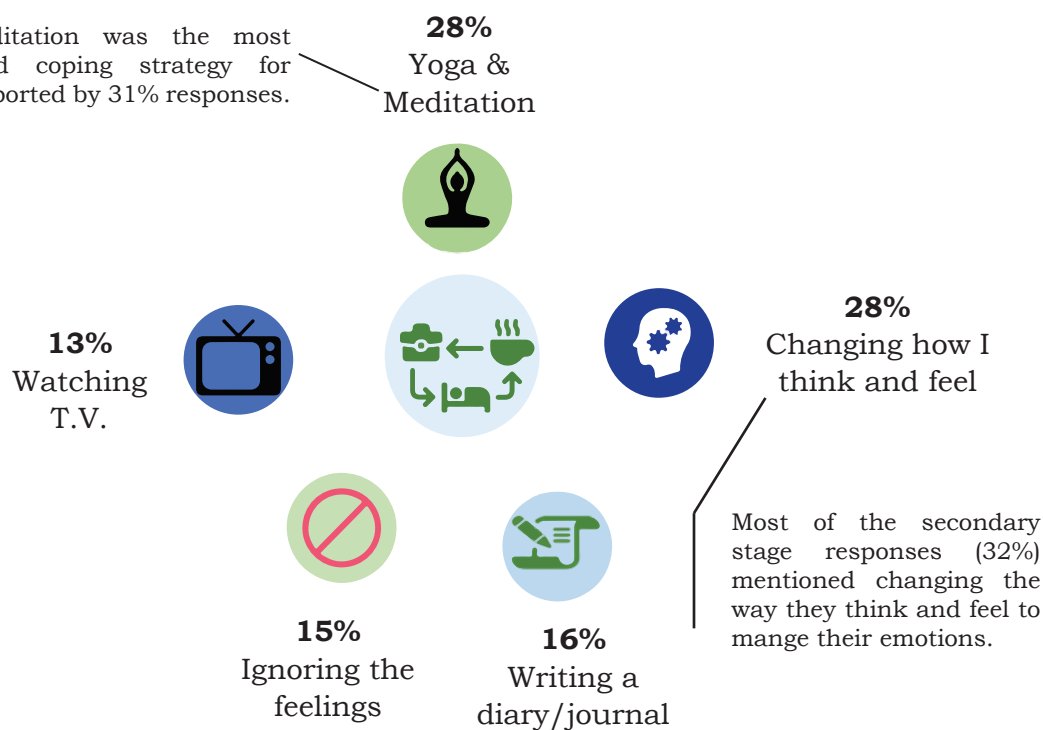 ditation was the most
coping strategy for
ported by 31% responses.
28%
Yoga &
Meditation
13%
Watching
T.V.
28%
Changing how I
think and feel
Most of the secondary
stage responses (32%)
mentioned changing the
way they think and feel to
mange their emotions.
15%
Ignoring the
feelings
16%
Writing a
diary/journal